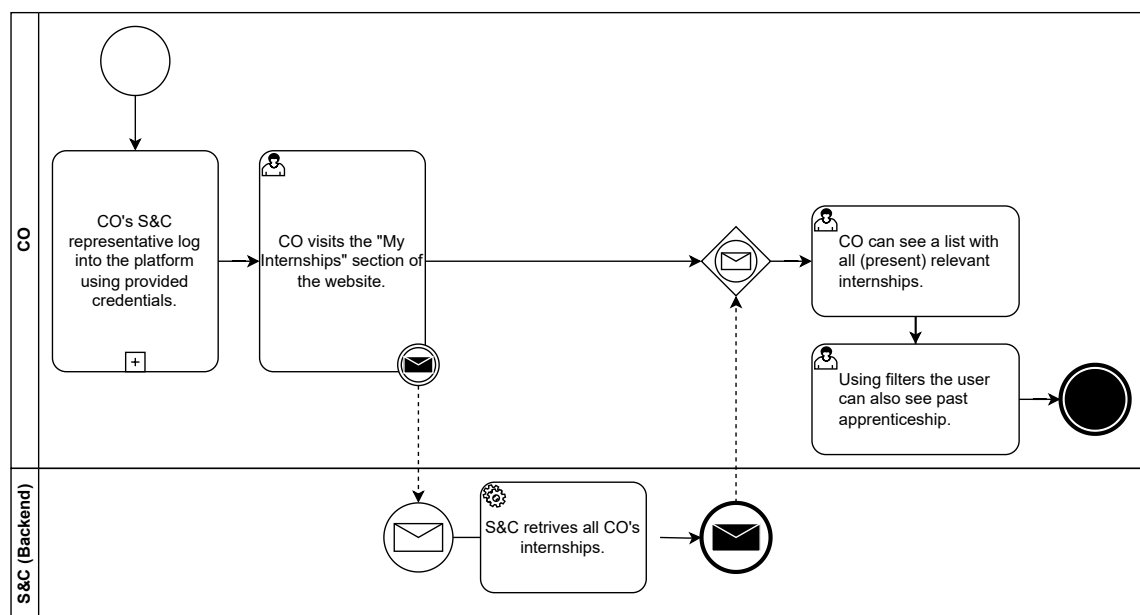 CO
CO's S&C
representative log
into the platform
using provided
credentials.
CO visits the "My
Internships" section of
the website.
CO can see a list with
all (present) relevant
internships.
Using filters the user
can also see past
apprenticeship.
S&C (Backend)
S&C retrives all CO's
internships.